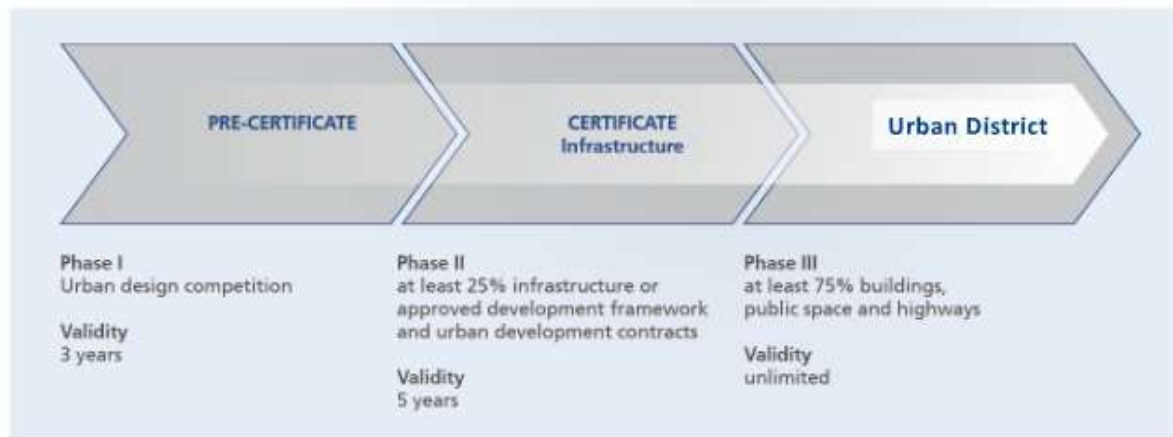 PRE-CERTIFICATE
CERTIFICATE
Infrastructure
Urban District
Phase I
Urban design competition
Validity
3 years
Phase II
at least 25% infrastructure or
approved development framework
and urban development contracts
Validity
5 years
Phase III
at least 75% buildings,
public space and highways
Validity
unlimited